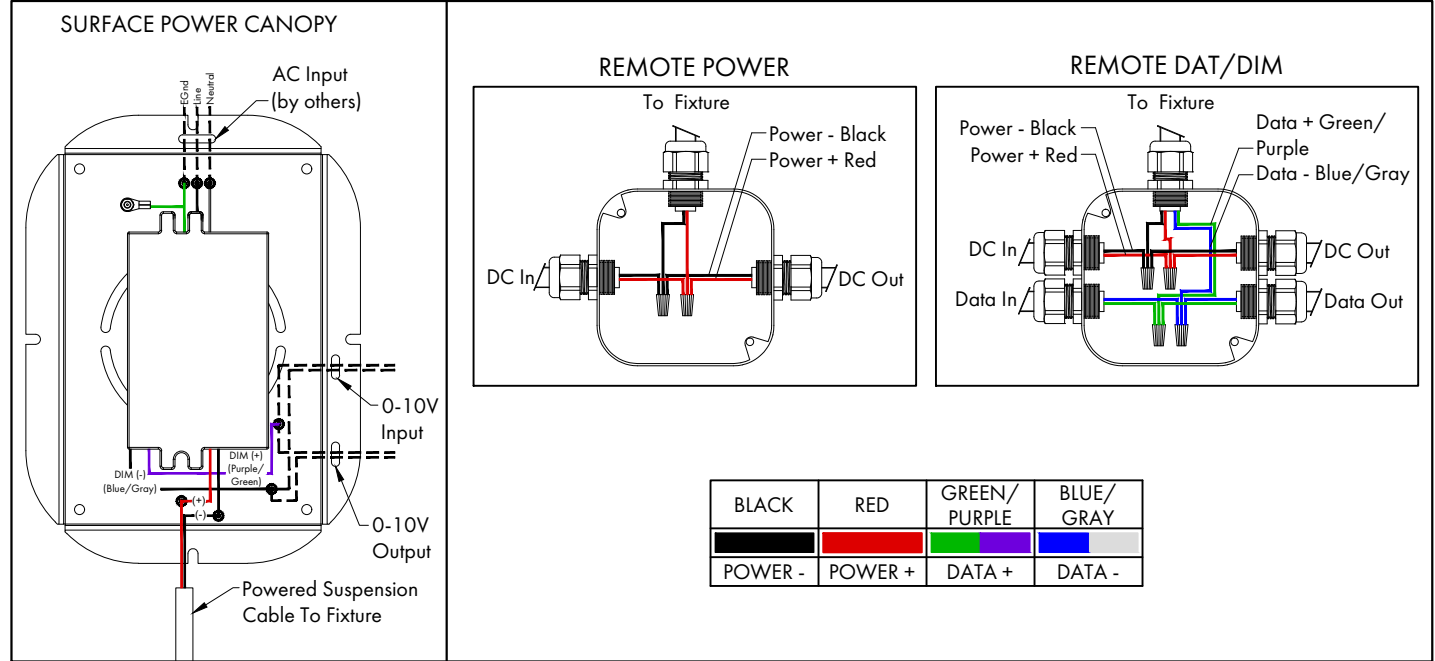 SURFACE POWER CANOPY
EGnd
Line
Neutral
AC Input
(by others)
0-10V
Input
DIM (-)
(Blue/Gray)
DIM (+)
(Purple/
Green)
(+)
(-)
0-10V
Output
Powered Suspension
Cable To Fixture
REMOTE POWER
To Fixture
Power - Black
Power + Red
DC In
DC Out
REMOTE DAT/DIM
To Fixture
Power - Black
Power + Red
Data + Green/
Purple
Data - Blue/Gray
DC In
DC Out
Data In
Data Out
BLACK RED GREEN/ BLUE/
PURPLE GRAY
POWER - POWER + DATA + DATA -